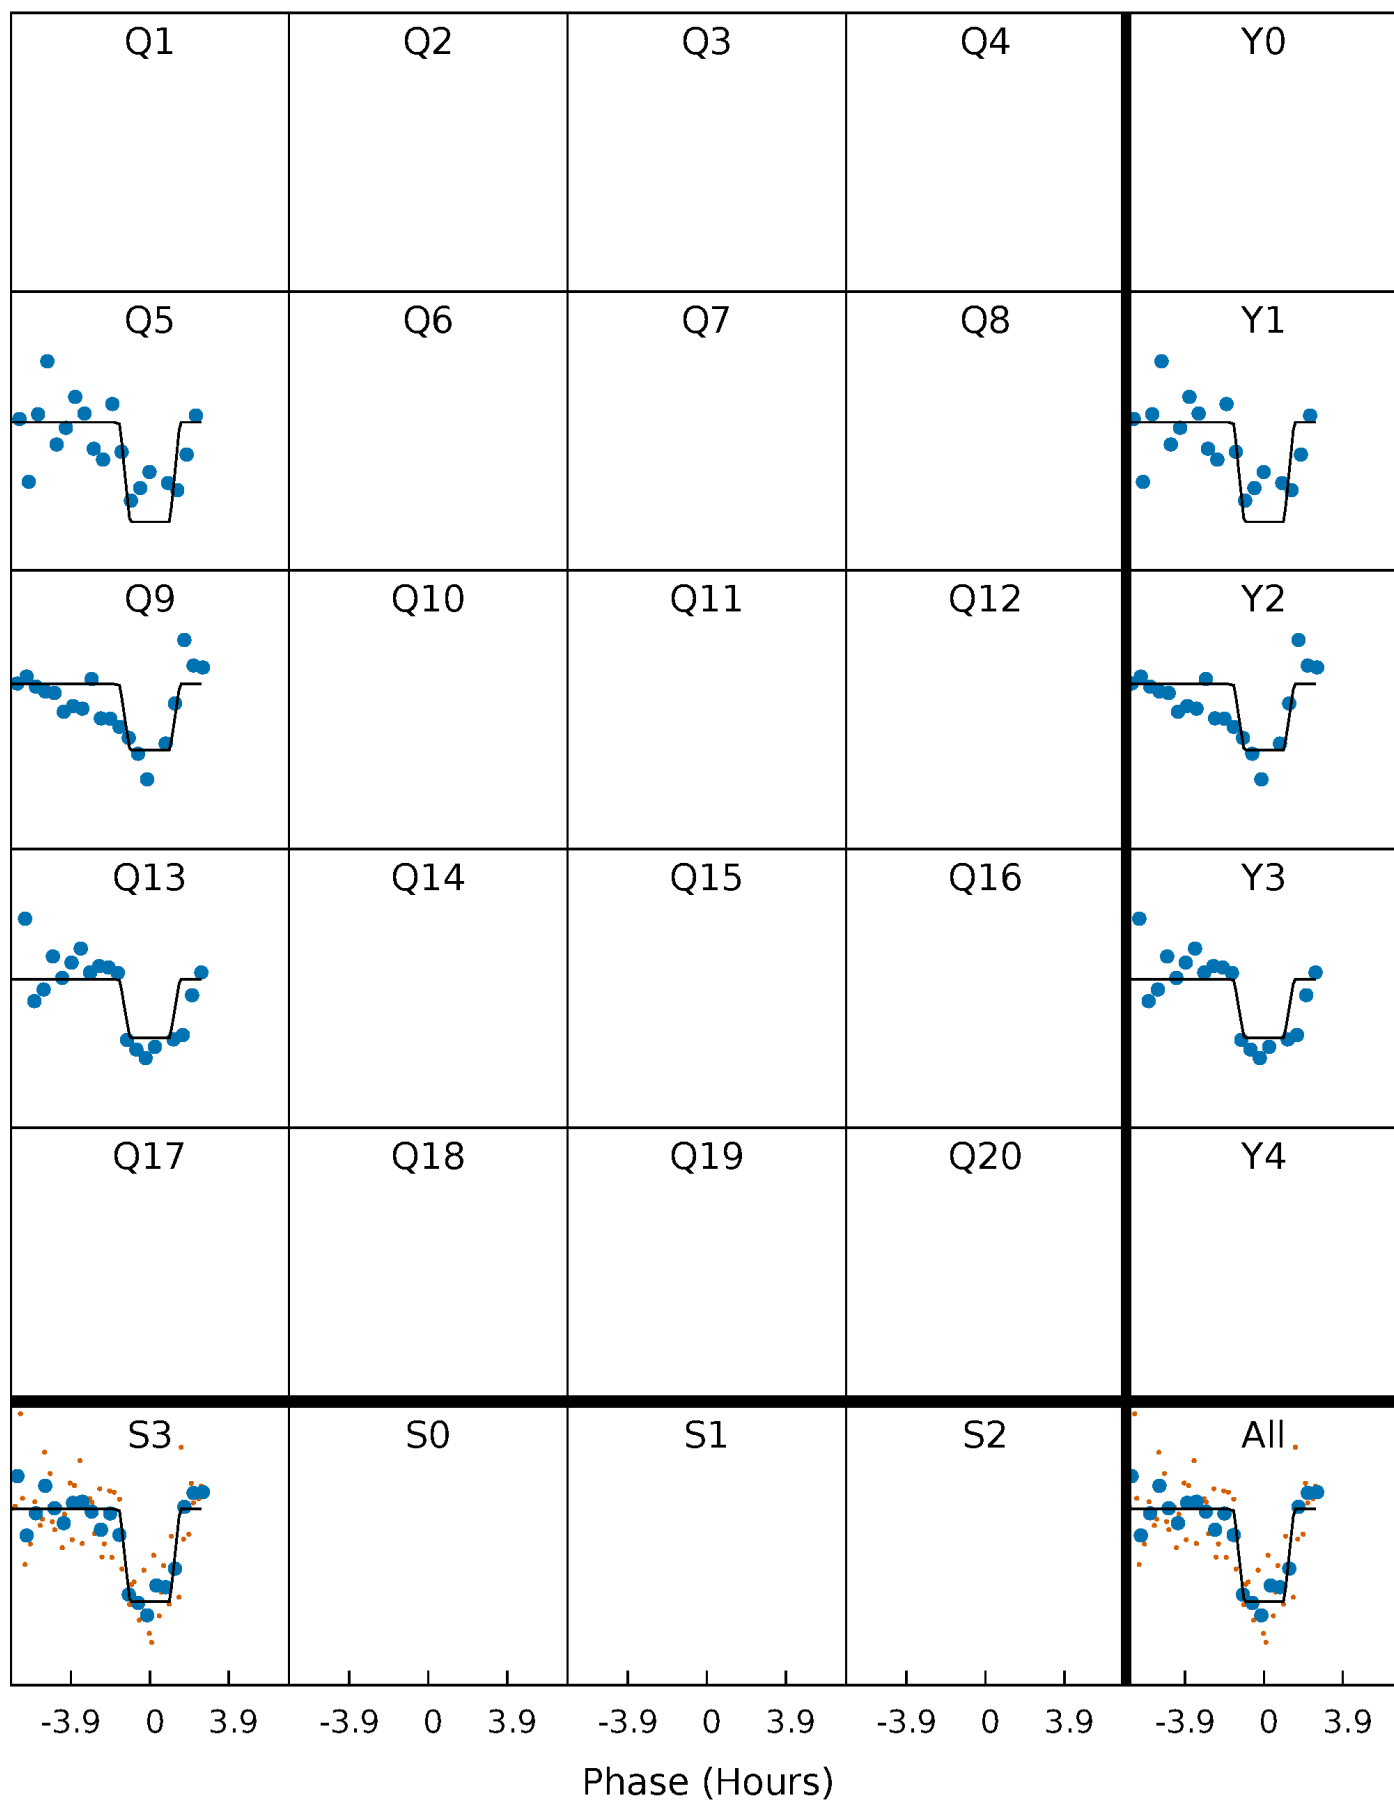 Q1 Q2 Q3 Q4 Y0
Q5 Q6 Q7 Q8 Y1
Q9 Q10 Q11 Q12 Y2
Q13 Q14 Q15 Q16 Y3
Q17 Q18 Q19 Q20 Y4
S3 S0 S1 S2 All
-3.9 0 3.9 -3.9 0 3.9 -3.9 0 3.9 -3.9 0 3.9 -3.9 0 3.9
Phase (Hours)